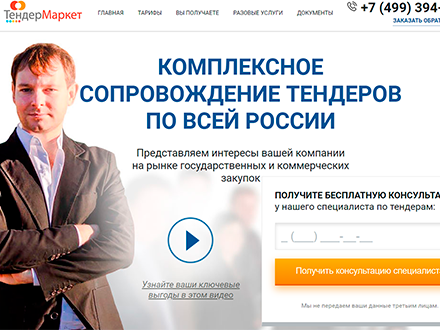 ТендерМаркет
ГЛАВНАЯ ТАРИФЫ ВЫ ПОЛУЧАЕТЕ РАЗОВЫЕ УСЛУГИ ДОКУМЕНТЫ
+7 (499) 394-
ЗАКАЗАТЬ ОБРАТ
КОМПЛЕКСНОЕ
СОПРОВОЖДЕНИЕ ТЕНДЕРОВ
ПО ВСЕЙ РОССИИ
Представляем интересы вашей компании
на рынке государственных и коммерческих
закупок
ПОЛУЧИТЕ БЕСПЛАТНУЮ КОНСУЛЬТА
у нашего специалиста по тендерам:
_ (___) ___-__-__
Получить консультацию специалист
Мы не передаем ваши данные третьим лицам.
Узнайте ваши ключевые
выгоды в этом видео